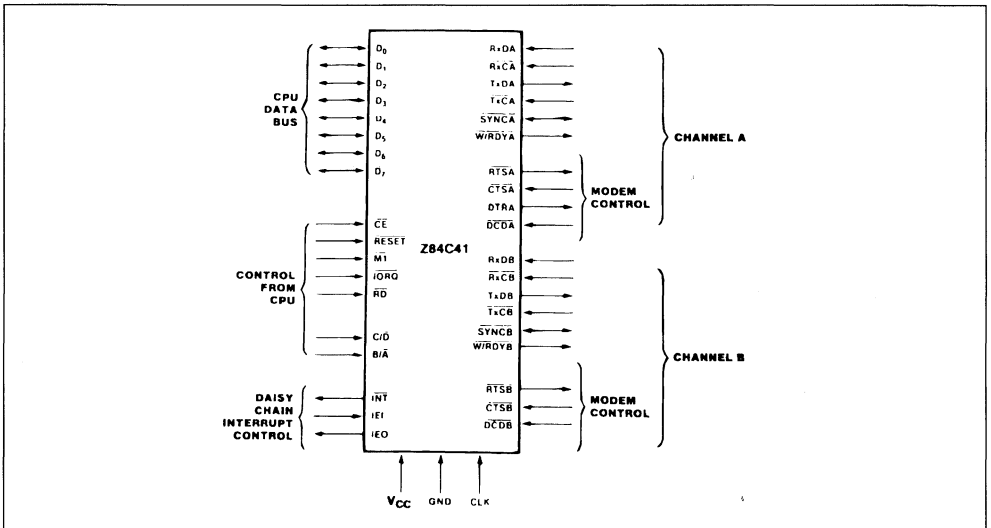 CPU
DATA
BUS
D0
D1
D2
D3
D4
D5
D6
D7
CONTROL
FROM
CPU
CE
RESET
M1
IORQ
RD
C/D
B/A
DAISY
CHAIN
INTERRUPT
CONTROL
INT
IEI
IEO
Z84C41
RxDA
RxCA
TxDA
TxCA
SYNCA
W/RDYA
RTSA
CTSA
DTRA
DCDA
MODEM
CONTROL
CHANNEL A
RxDB
RxCB
TxDB
TxCB
SYNCB
W/RDYB
RTSB
CTSB
DCDB
MODEM
CONTROL
CHANNEL B
VCC GND CLK